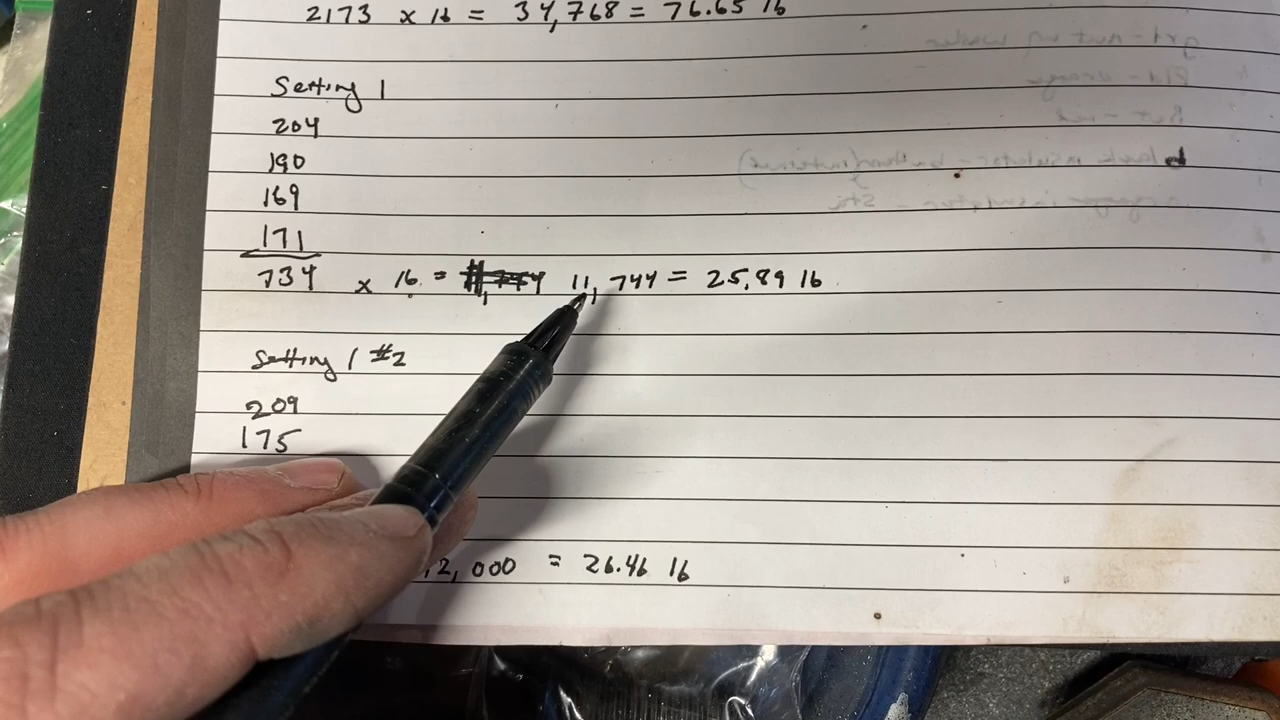 2173 x 16 = 34,768 = 76.65 lb
Setting 1
204
190
169
171
734 x 16 = 11,744 = 25.89 lb
Setting 1 #2
209
175
12,000 = 26.46 lb